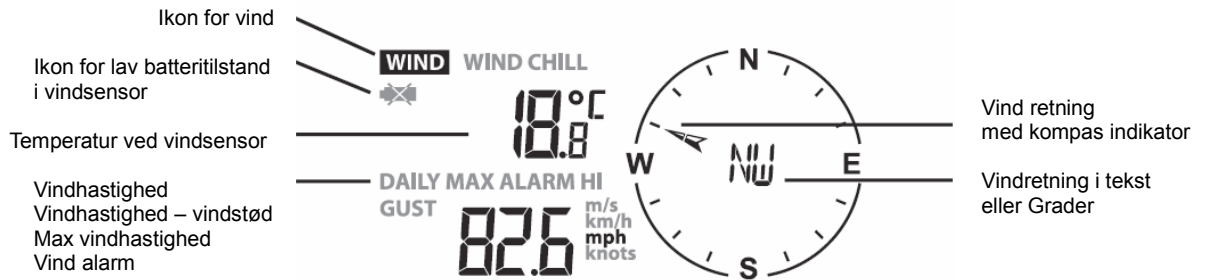 Ikon for vind
Ikon for lav batteritilstand
i vindsensor
Temperatur ved vindsensor
Vindhastighed
Vindhastighed – vindstød
Max vindhastighed
Vind alarm
WIND WIND CHILL
18.8 °C
DAILY MAX ALARM HI
GUST
82.6
m/s
km/h
mph
knots
N
W
NW
E
S
Vind retning
med kompas indikator
Vindretning i tekst
eller Grader